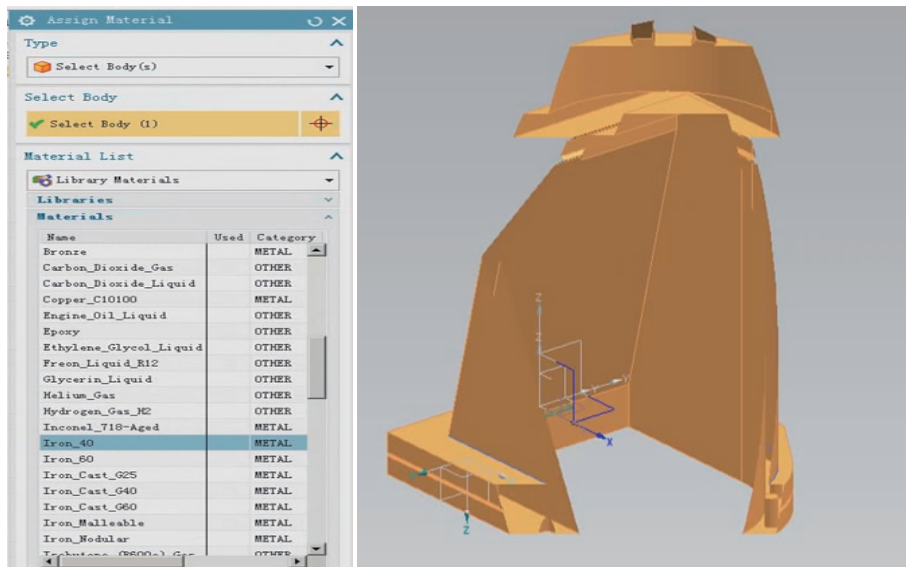 Assign Material
Type
Select Body(s)
Select Body
Select Body (1)
Material List
Library Materials
Libraries
Materials
Name Used Category
Bronze METAL
Carbon_Dioxide_Gas OTHER
Carbon_Dioxide_Liquid OTHER
Copper_C10100 METAL
Engine_Oil_Liquid OTHER
Epoxy OTHER
Ethylene_Glycol_Liquid OTHER
Freon_Liquid_R12 OTHER
Glycerin_Liquid OTHER
Helium_Gas OTHER
Hydrogen_Gas_H2 OTHER
Inconel_718-Aged METAL
Iron_40 METAL
Iron_60 METAL
Iron_Cast_G25 METAL
Iron_Cast_G40 METAL
Iron_Cast_G60 METAL
Iron_Malleable METAL
Iron_Nodular METAL
OTHER
Z
Z
Y
Y
X
Z